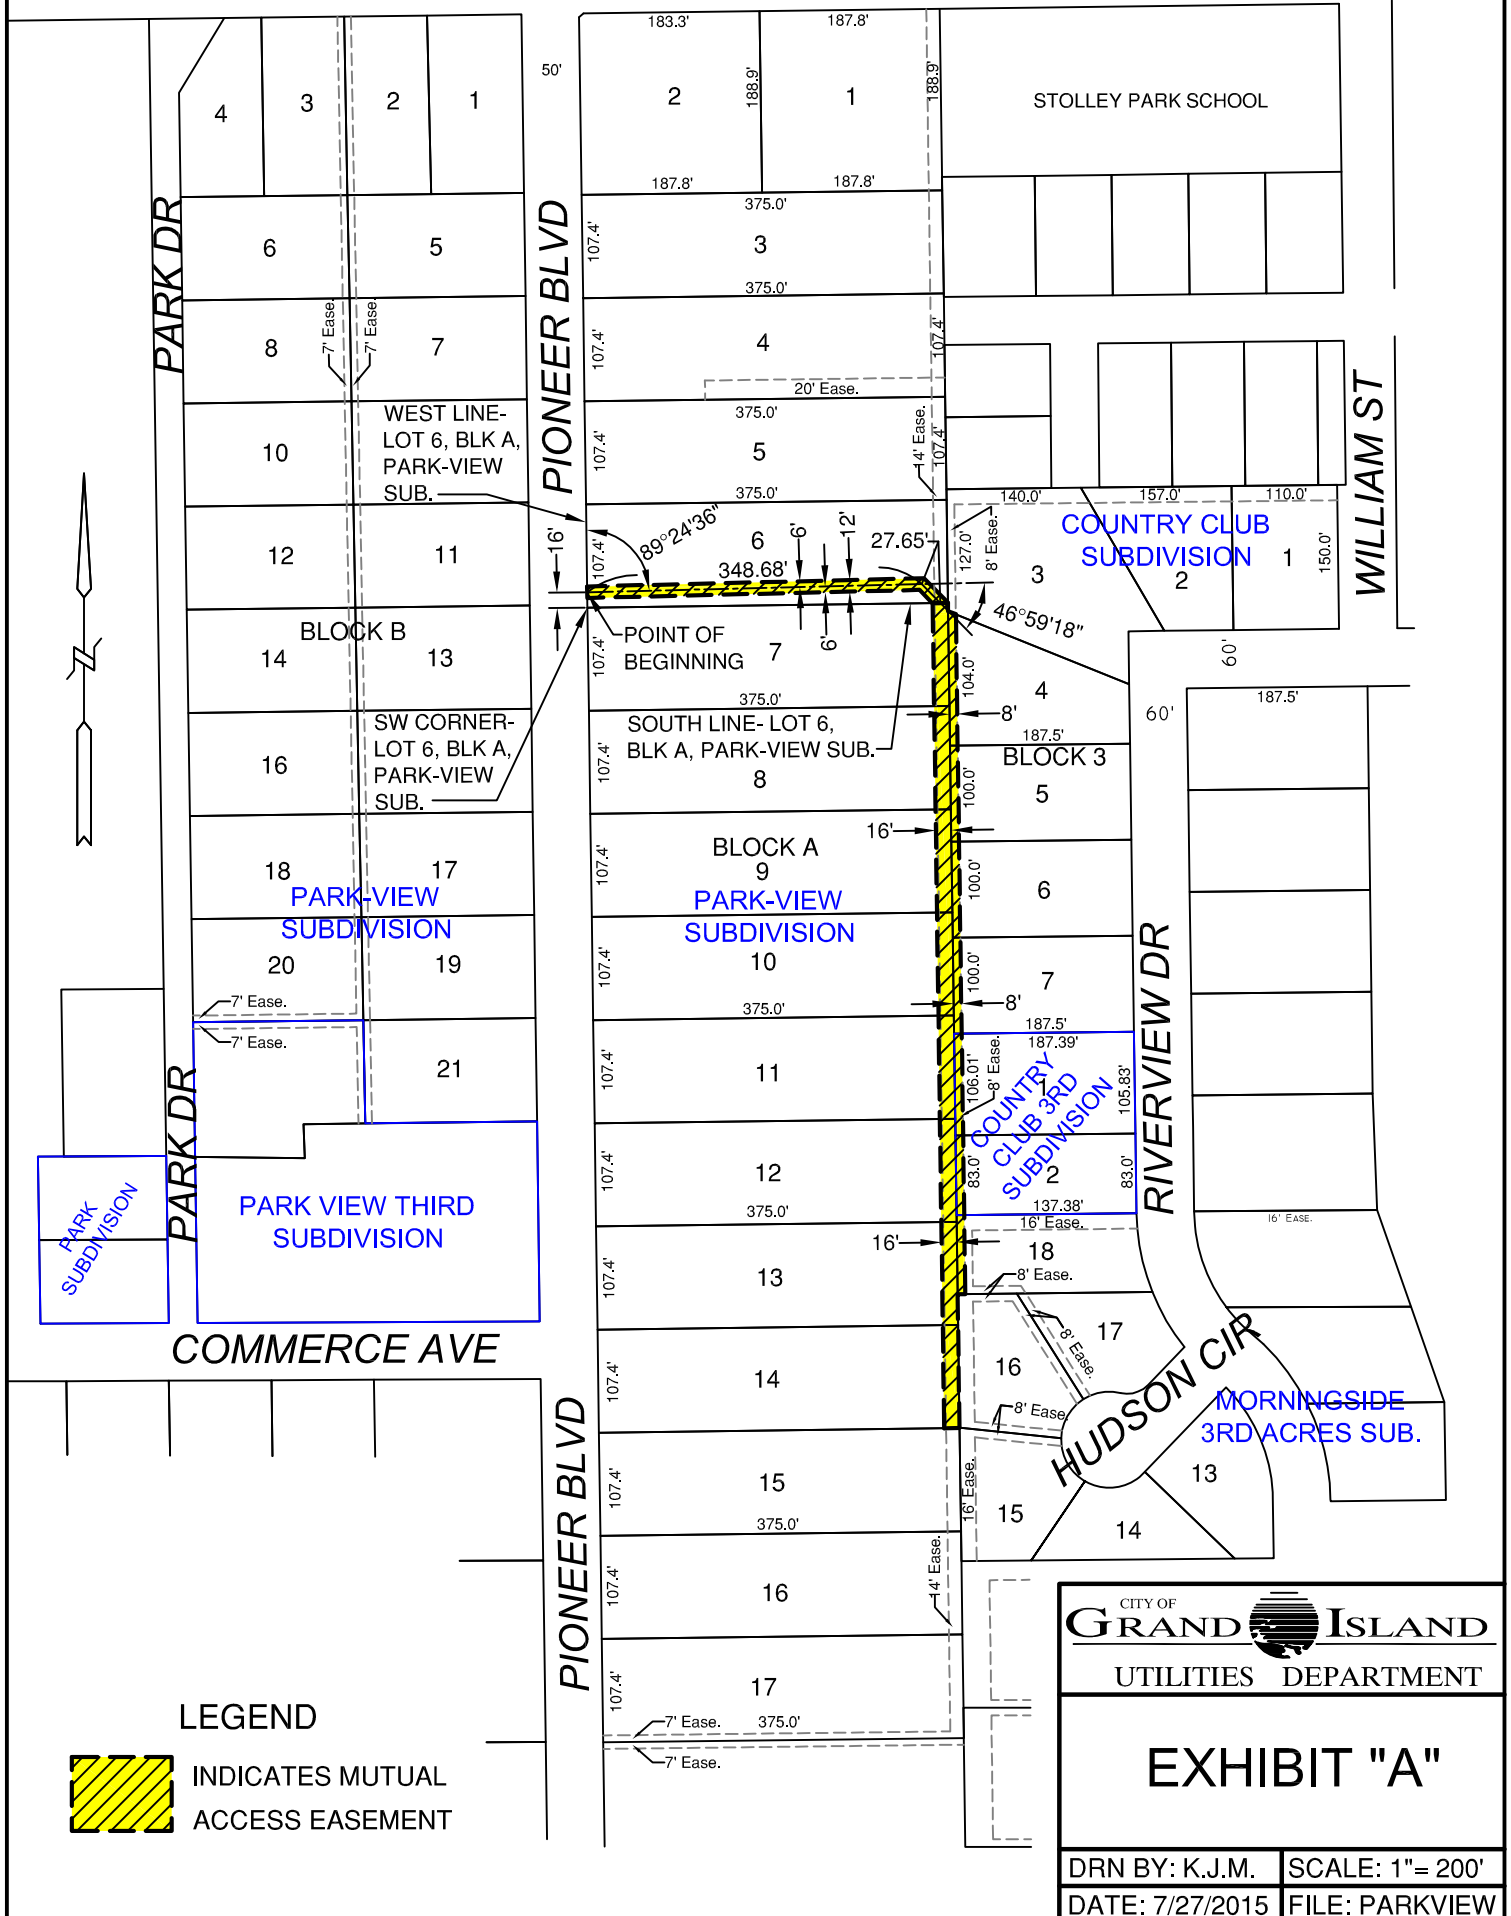 183.3'
187.8'
50'
4
3
2
1
2
188.9'
1
188.9'
STOLLEY PARK SCHOOL
187.8'
187.8'
PARK DR
PIONEER BLVD
375.0'
6
5
107.4'
3
375.0'
7' Ease.
7' Ease.
8
7
107.4'
4
107.4'
20' Ease.
WEST LINE-
LOT 6, BLK A,
PARK-VIEW
SUB.
375.0'
10
107.4'
5
14' Ease.
107.4'
375.0'
WILLIAM ST
140.0'
157.0'
110.0'
COUNTRY CLUB
SUBDIVISION
12
11
16'
107.4'
89°24'36"
6
6'
12'
27.65'
348.68'
127.0'
8' Ease.
3
2
1
150.0'
46°59'18"
BLOCK B
14
13
POINT OF
BEGINNING
107.4'
7
6'
104.0'
4
60'
60'
187.5'
375.0'
SW CORNER-
LOT 6, BLK A,
PARK-VIEW
SUB.
SOUTH LINE- LOT 6,
BLK A, PARK-VIEW SUB.
8'
187.5'
BLOCK 3
16
107.4'
8
100.0'
5
16'
BLOCK A
18
17
107.4'
9
100.0'
6
PARK-VIEW
SUBDIVISION
PARK-VIEW
SUBDIVISION
RIVERVIEW DR
20
19
107.4'
10
100.0'
7
7' Ease.
7' Ease.
375.0'
8'
187.5'
187.39'
21
107.4'
11
106.01'
8' Ease.
1
105.83'
COUNTRY
CLUB 3RD
SUBDIVISION
PARK DR
107.4'
12
83.0'
2
83.0'
PARK
SUBDIVISION
PARK VIEW THIRD
SUBDIVISION
375.0'
137.38'
16' Ease.
16' EASE.
16'
18
107.4'
13
8' Ease.
COMMERCE AVE
17
8' Ease.
16
HUDSON CIR
107.4'
14
8' Ease.
MORNINGSIDE
3RD ACRES SUB.
PIONEER BLVD
107.4'
15
16' Ease.
15
14
13
375.0'
107.4'
16
14' Ease.
107.4'
17
7' Ease.
375.0'
7' Ease.
LEGEND
INDICATES MUTUAL
ACCESS EASEMENT
CITY OF
GRAND ISLAND
UTILITIES DEPARTMENT
EXHIBIT "A"
DRN BY: K.J.M.
SCALE: 1"= 200'
DATE: 7/27/2015
FILE: PARKVIEW